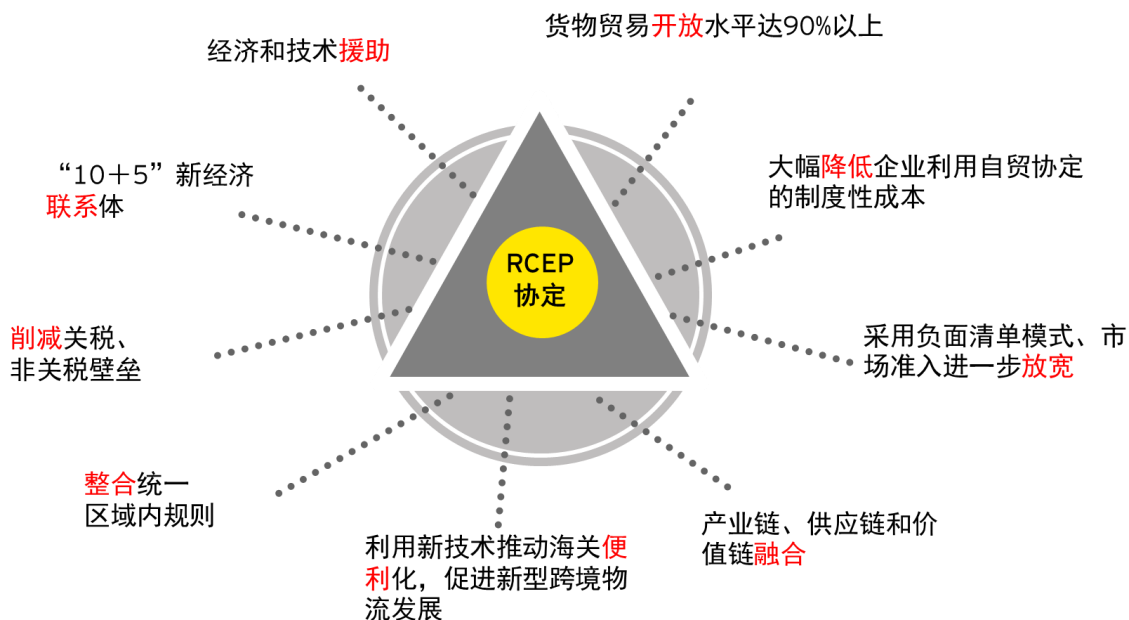 货物贸易开放水平达90%以上
经济和技术援助
“10＋5”新经济
联系体
大幅降低企业利用自贸协定
的制度性成本
RCEP
协定
削减关税、
非关税壁垒
采用负面清单模式、市
场准入进一步放宽
整合统一
区域内规则
利用新技术推动海关便
利化，促进新型跨境物
流发展
产业链、供应链和价
值链融合